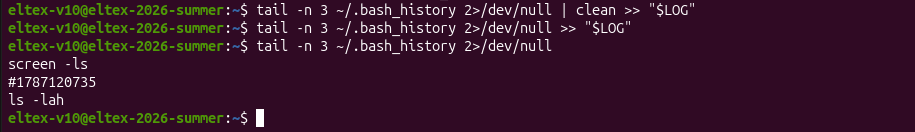 eltex-v10@eltex-2026-summer:~$ tail -n 3 ~/.bash_history 2>/dev/null | clean >> "$LOG"
eltex-v10@eltex-2026-summer:~$ tail -n 3 ~/.bash_history 2>/dev/null >> "$LOG"
eltex-v10@eltex-2026-summer:~$ tail -n 3 ~/.bash_history 2>/dev/null
screen -ls
#1787120735
ls -lah
eltex-v10@eltex-2026-summer:~$